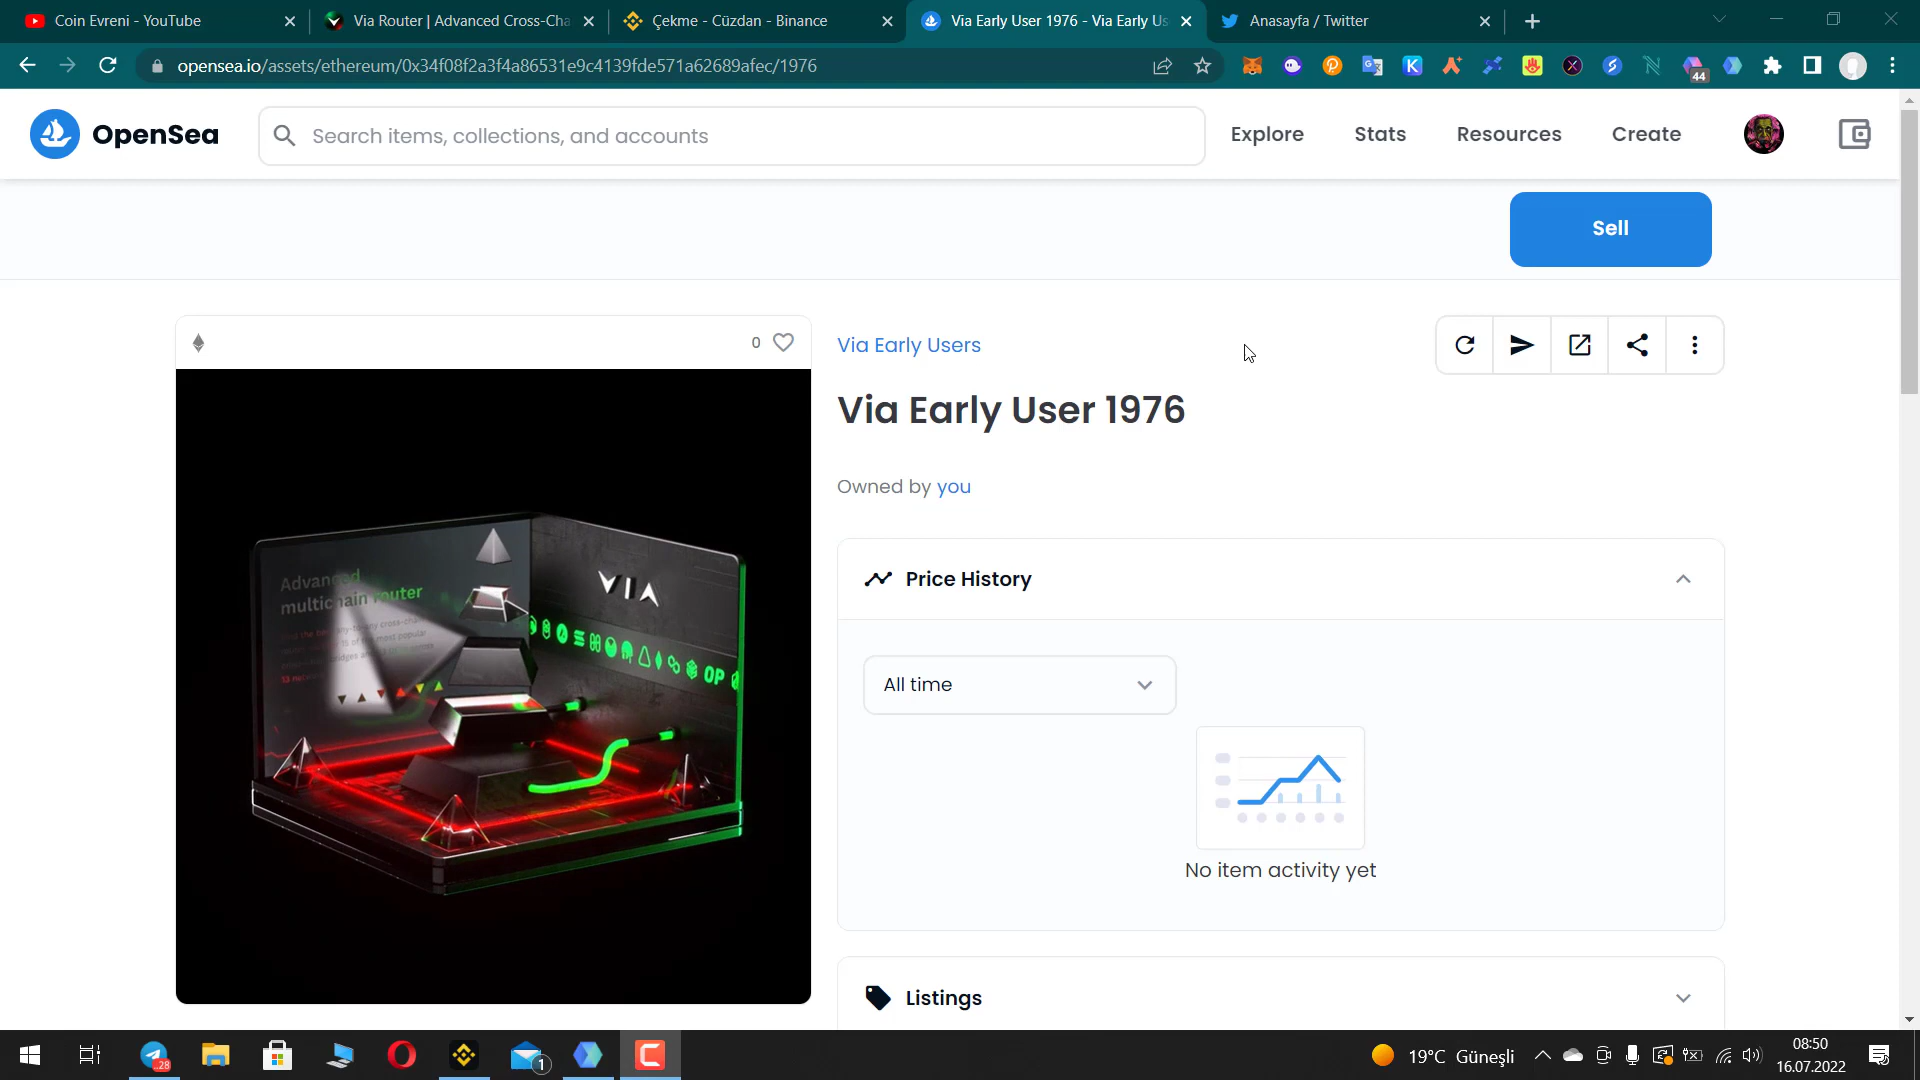 Coin Evreni - YouTube
Via Router | Advanced Cross-Cha
Çekme - Cüzdan - Binance
Via Early User 1976 - Via Early Us
Anasayfa / Twitter
opensea.io/assets/ethereum/0x34f08f2a3f4a86531e9c4139fde571a62689afec/1976
44
OpenSea
Search items, collections, and accounts
Explore
Stats
Resources
Create
Sell
0
Via Early Users
Via Early User 1976
Owned by you
Price History
All time
No item activity yet
Listings
Advanced
multichain router
VIA
OP
28
1
19°C Güneşli
08:50
16.07.2022